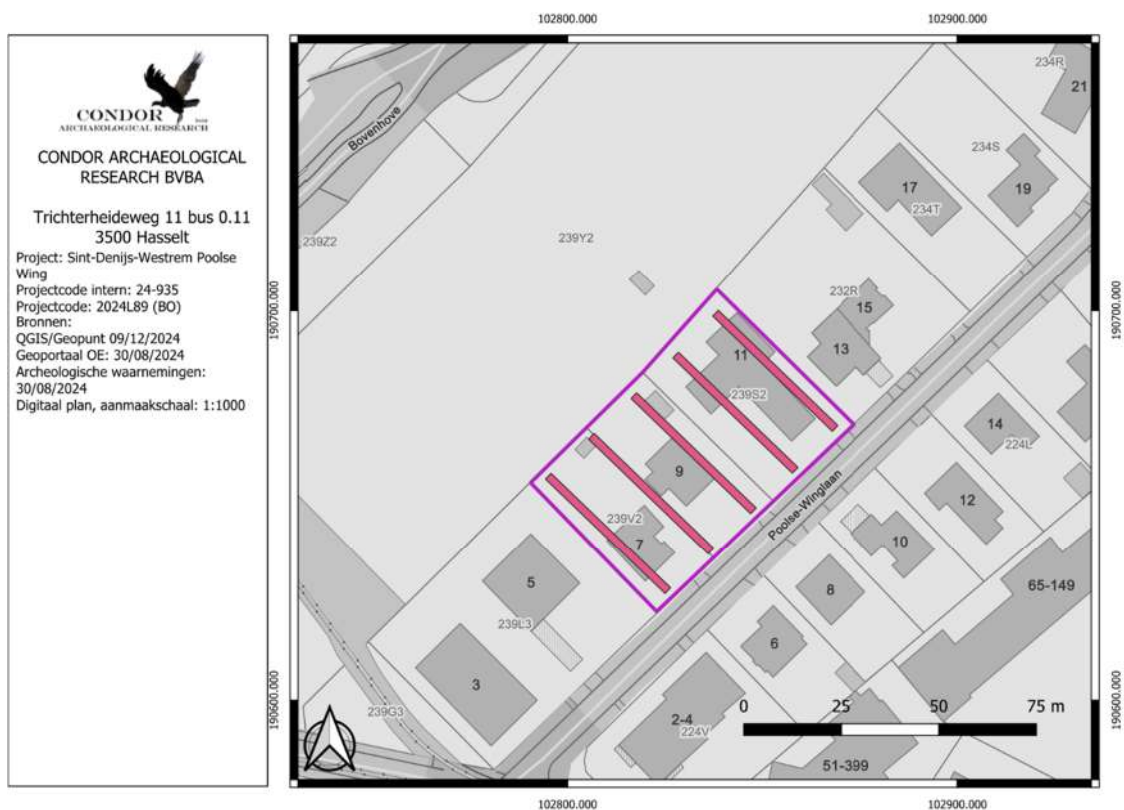 CONDOR bvba
ARCHAEOLOGICAL RESEARCH
CONDOR ARCHAEOLOGICAL
RESEARCH BVBA
Trichterheideweg 11 bus 0.11
3500 Hasselt
Project: Sint-Denijs-Westrem Poolse
Wing
Projectcode intern: 24-935
Projectcode: 2024L89 (BO)
Bronnen:
QGIS/Geopunt 09/12/2024
Geoportaal OE: 30/08/2024
Archeologische waarnemingen:
30/08/2024
Digitaal plan, aanmaakschaal: 1:1000
102800.000
102900.000
190700.000
190600.000
190700.000
190600.000
102800.000
102900.000
Bovenhove
234R
21
234S
19
17
234T
239Z2
239Y2
232R
15
13
11
239S2
14
224L
9
12
Poolse-Winglaan
239V2
7
10
5
8
65-149
239L3
6
3
239G3
2-4
224V
51-399
0
25
50
75 m